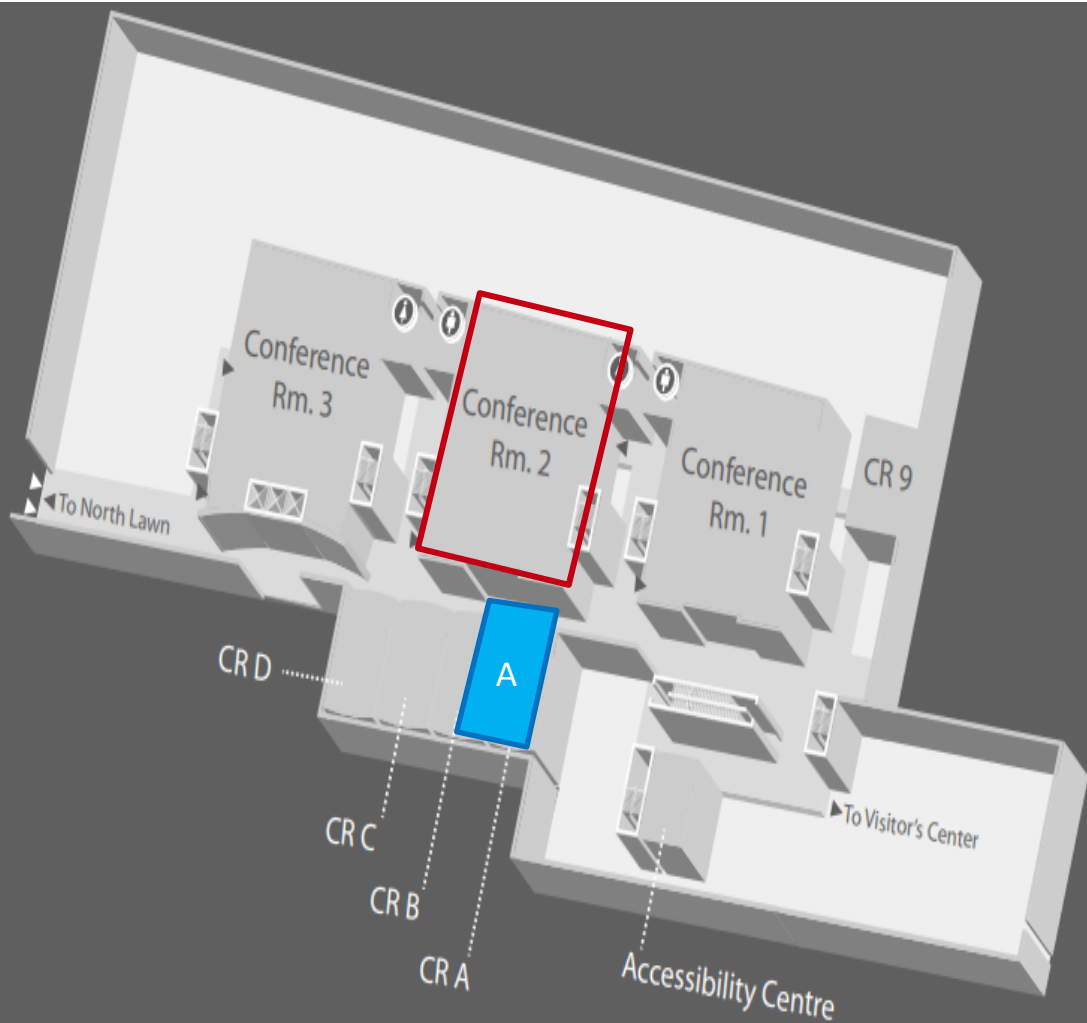 Conference
Rm. 3
Conference
Rm. 2
Conference
Rm. 1
CR 9
To North Lawn
CR D
A
CR C
CR B
CR A
To Visitor's Center
Accessibility Centre